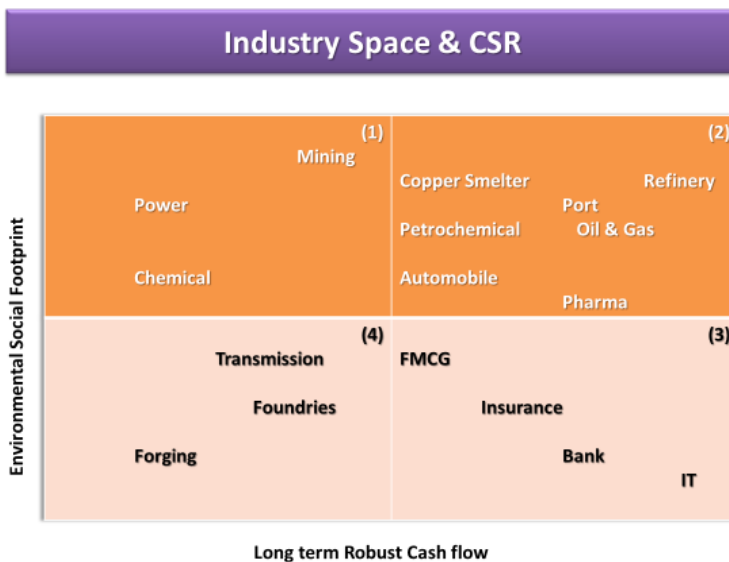 Industry Space & CSR
(1)
Mining
Power
Chemical
(2)
Copper Smelter
Refinery
Port
Petrochemical
Oil & Gas
Automobile
Pharma
(4)
Transmission
Foundries
Forging
(3)
FMCG
Insurance
Bank
IT
Environmental Social Footprint
Long term Robust Cash flow